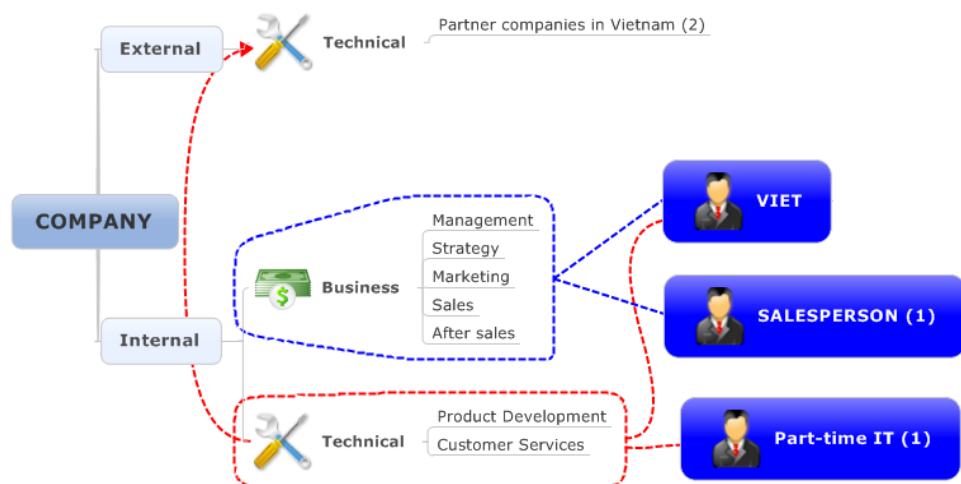 Partner companies in Vietnam (2)
External
Technical
COMPANY
VIET
Management
Strategy
Business
Marketing
Sales
After sales
SALESPERSON (1)
Internal
Product Development
Technical
Customer Services
Part-time IT (1)